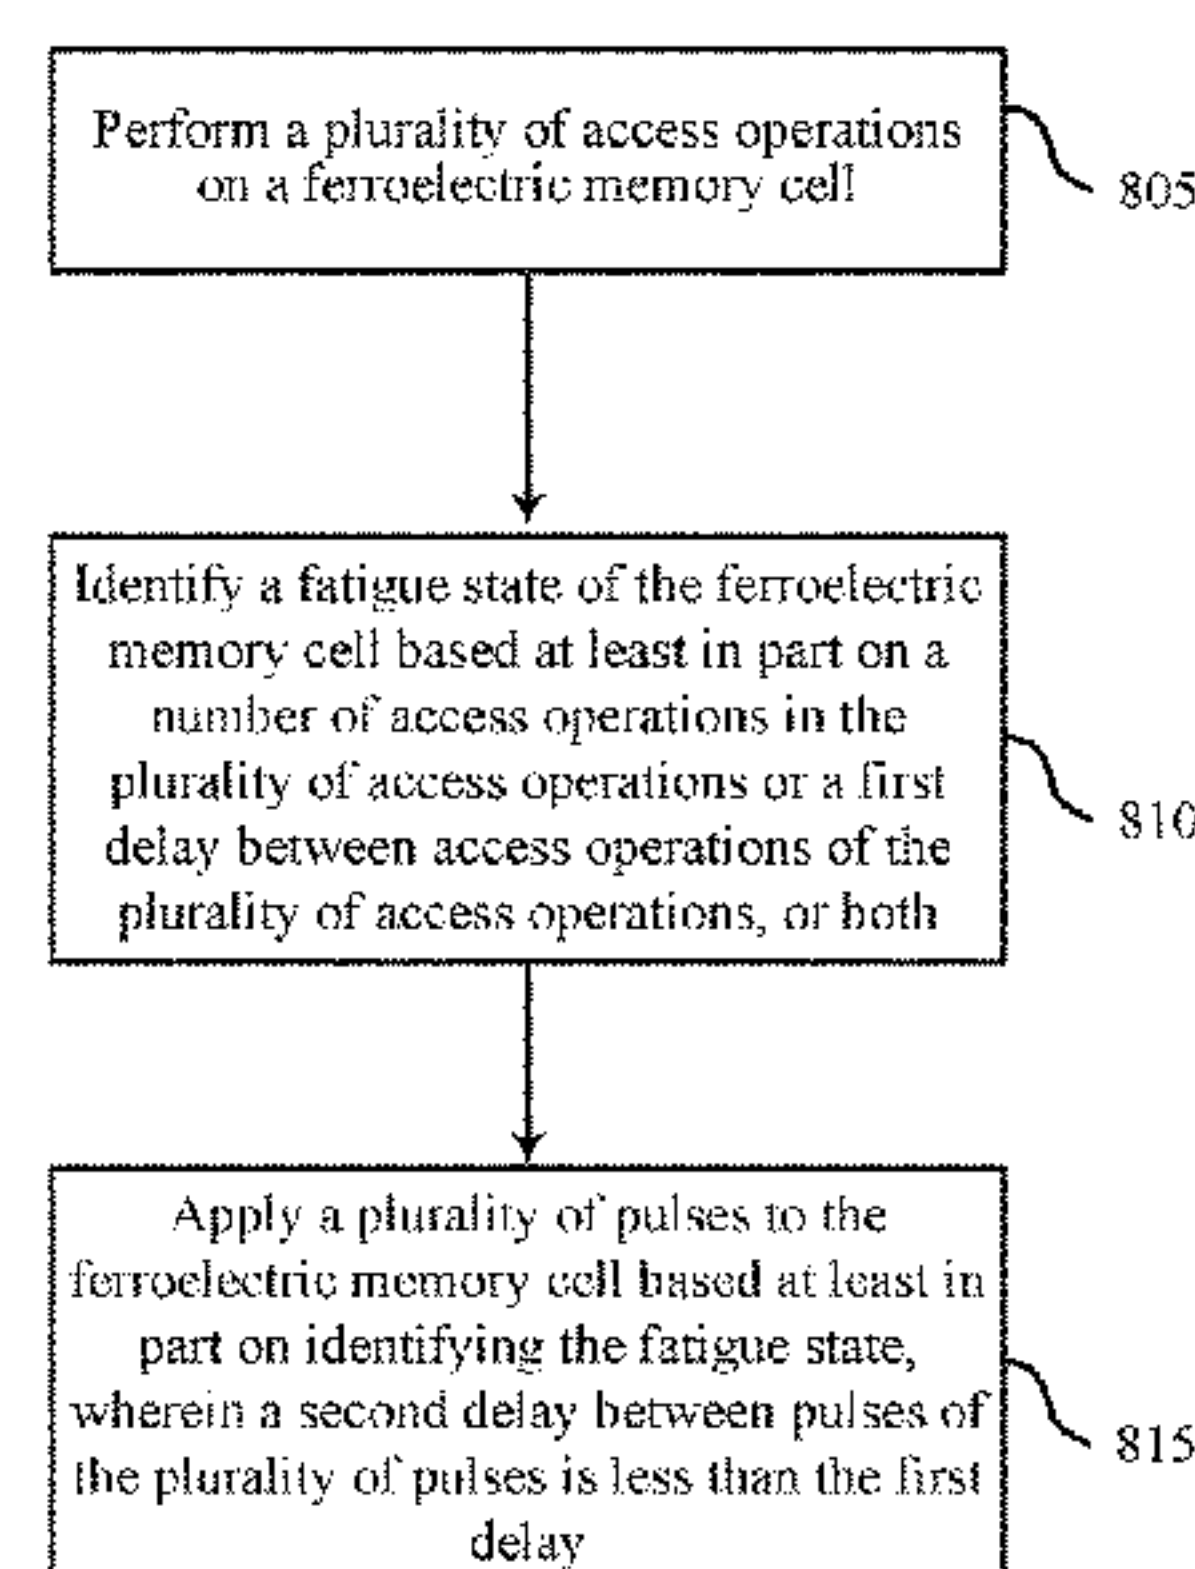 Perform a plurality of access operations
on a ferroelectric memory cell
805
Identify a fatigue state of the ferroelectric
memory cell based at least in part on a
number of access operations in the
plurality of access operations or a first
delay between access operations of the
plurality of access operations, or both
810
Apply a plurality of pulses to the
ferroelectric memory cell based at least in
part on identifying the fatigue state,
wherein a second delay between pulses of
the plurality of pulses is less than the first
delay
815